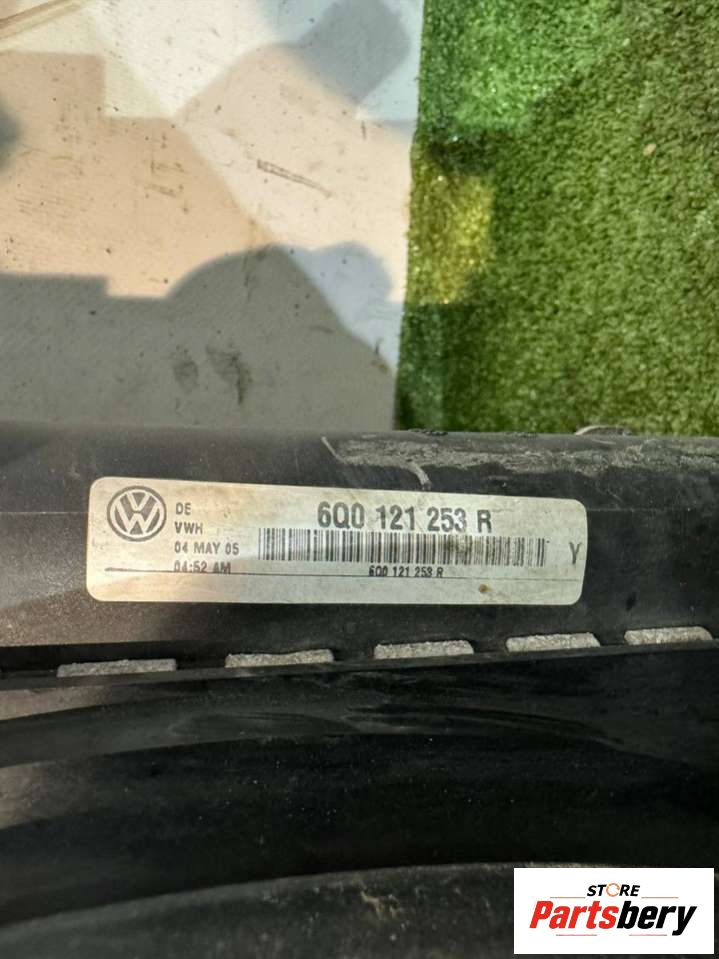 DE
VWH
04 MAY 05
04:52 AM
6Q0 121 253 R
6Q0 121 253 R
Y
STORE
Partsbery